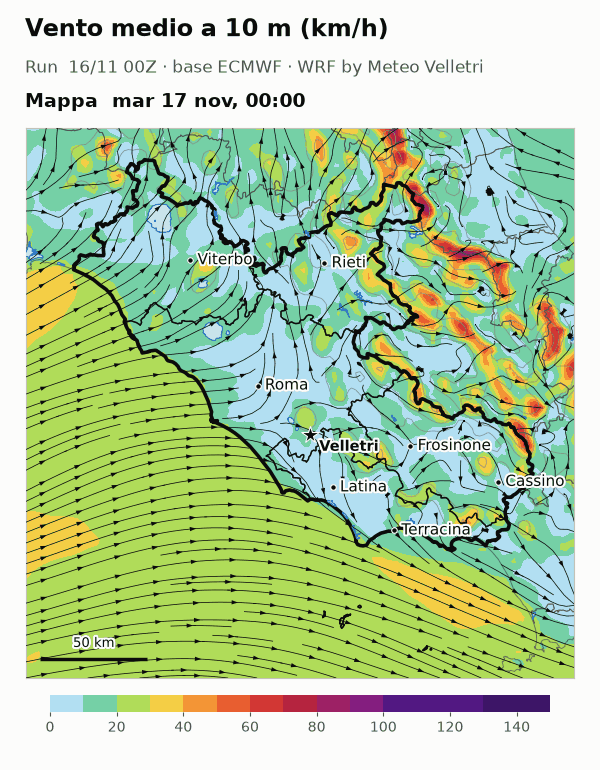 Vento medio a 10 m (km/h)
Run  16/11 00Z · base ECMWF · WRF by Meteo Velletri
Mappa  mar 17 nov, 00:00
Viterbo
Rieti
Roma
Velletri
Frosinone
Cassino
Latina
Terracina
50 km
0 20 40 60 80 100 120 140